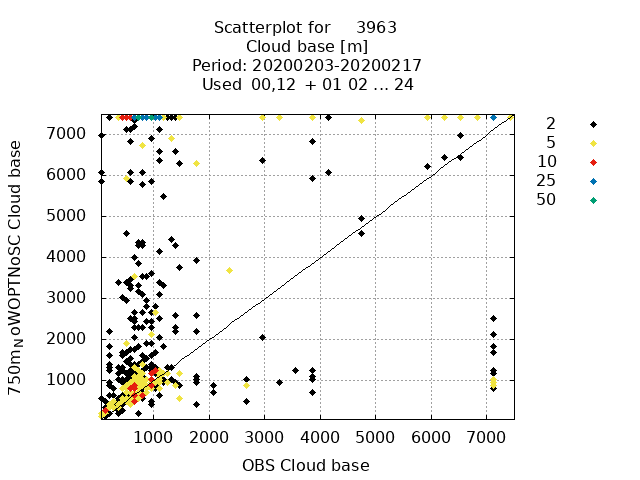 Scatterplot for 3963
Cloud base [m]
Period: 20200203-20200217
Used 00,12 + 01 02 ... 24
750m_NoWOPTNoSC Cloud base
7000
6000
5000
4000
3000
2000
1000
1000 2000 3000 4000 5000 6000 7000
OBS Cloud base
2
5
10
25
50